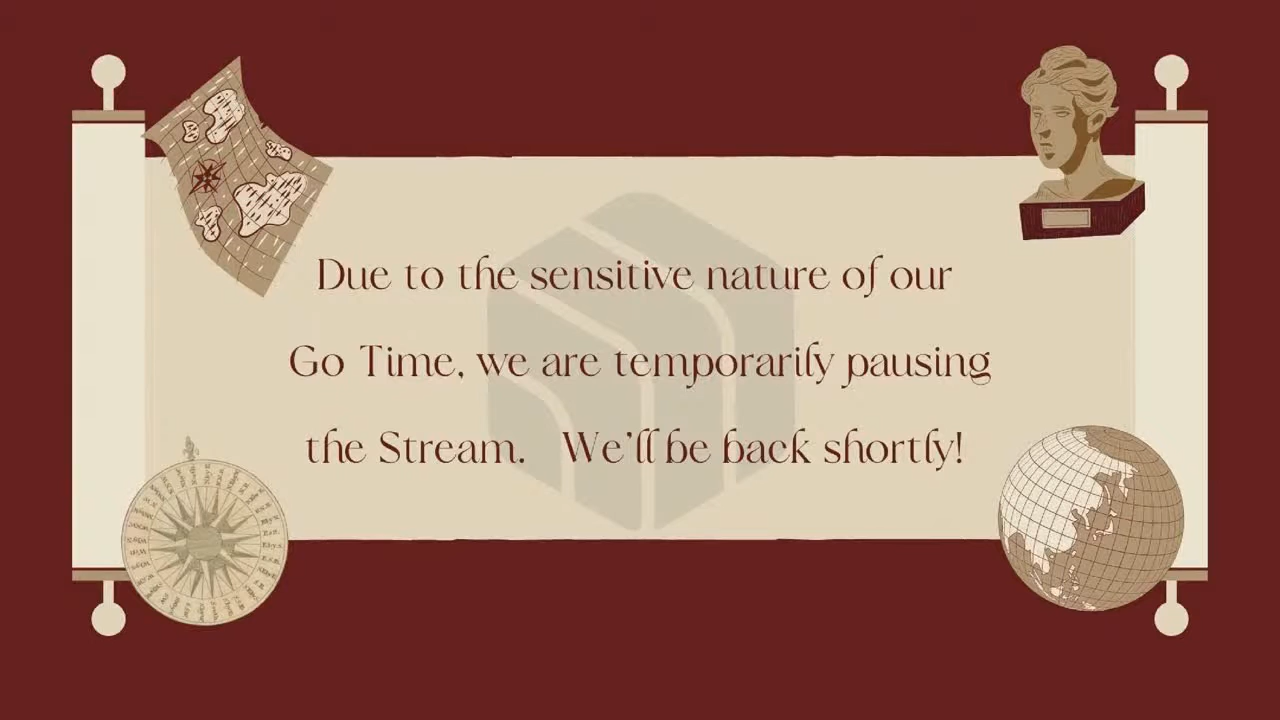 Due to the sensitive nature of our
Go Time, we are temporarily pausing
the Stream. We'll be back shortly!